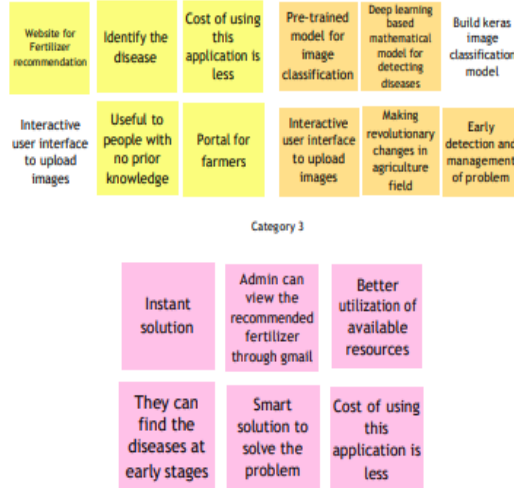 Website for
Fertilizer
recommendation
Identify the
disease
Cost of using
this
application is
less
Pre-trained
model for
image
classification
Deep learning
based
mathematical
model for
detecting
diseases
Build keras
image
classification
model
Interactive
user interface
to upload
images
Useful to
people with
no prior
knowledge
Portal for
farmers
Interactive
user interface
to upload
images
Making
revolutionary
changes in
agriculture
field
Early
detection and
management
of problem
Category 3
Instant
solution
Admin can
view the
recommended
fertilizer
through gmail
Better
utilization of
available
resources
They can
find the
diseases at
early stages
Smart
solution to
solve the
problem
Cost of using
this
application is
less